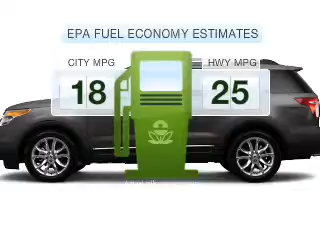 EPA FUEL ECONOMY ESTIMATES
CITY MPG
HWY MPG
18
25